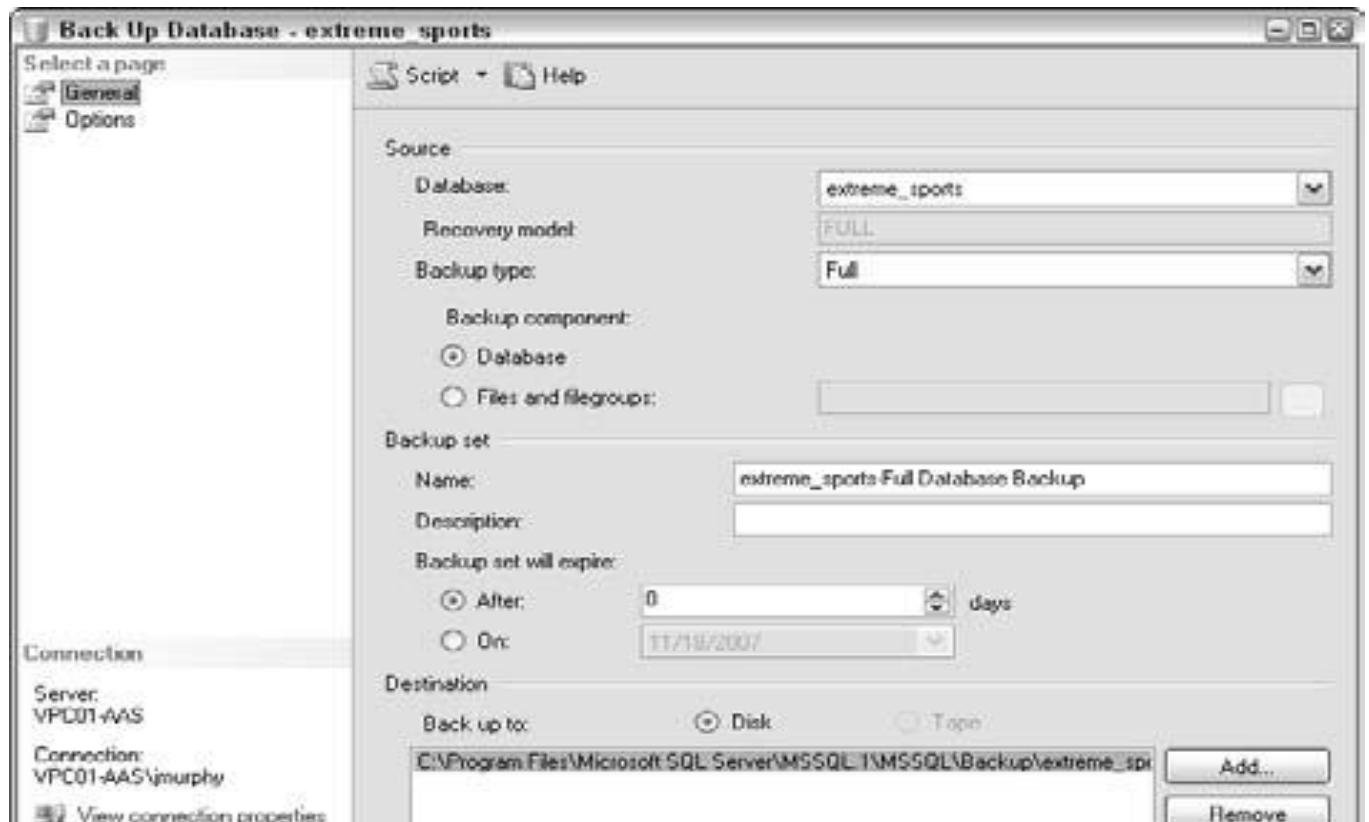 Back Up Database - extreme_sports
Select a page
General
Options
Script
Help
Source
Database:
extreme_sports
Recovery model:
FULL
Backup type:
Full
Backup component:
Database
Files and filegroups:
Backup set
Name:
extreme_sports-Full Database Backup
Description:
Backup set will expire:
After:
0
days
On:
11/18/2007
Connection
Server:
VPC01-AAS
Connection:
VPC01-AAS\jmurphy
View connection properties
Destination
Back up to:
Disk
Tape
C:\Program Files\Microsoft SQL Server\MSSQL.1\MSSQL\Backup\extreme_spo
Add...
Remove